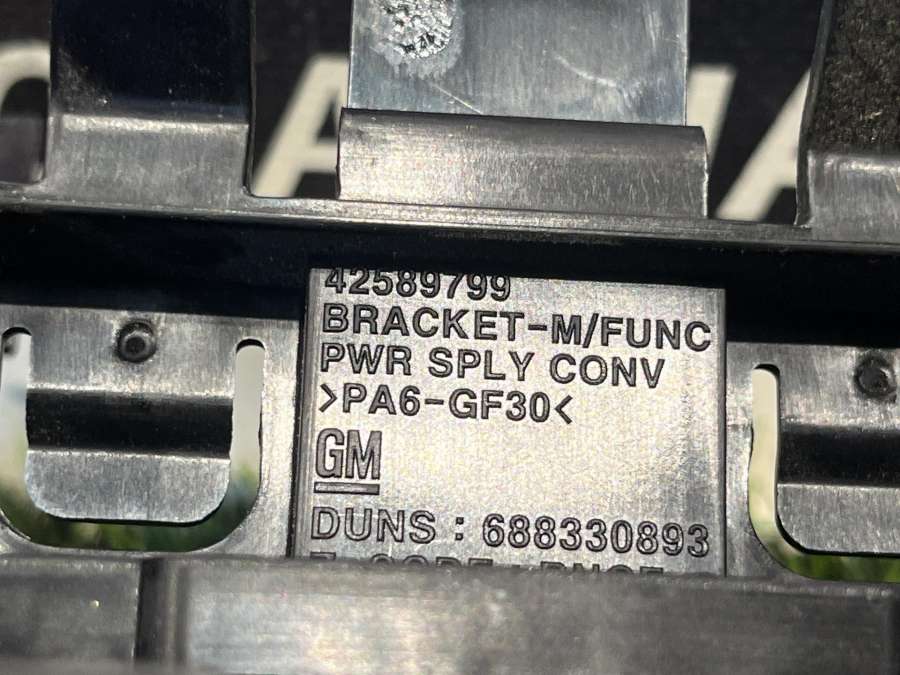 42589799
BRACKET-M/FUNC
PWR SPLY CONV
>PA6-GF30<
GM
DUNS : 688330893